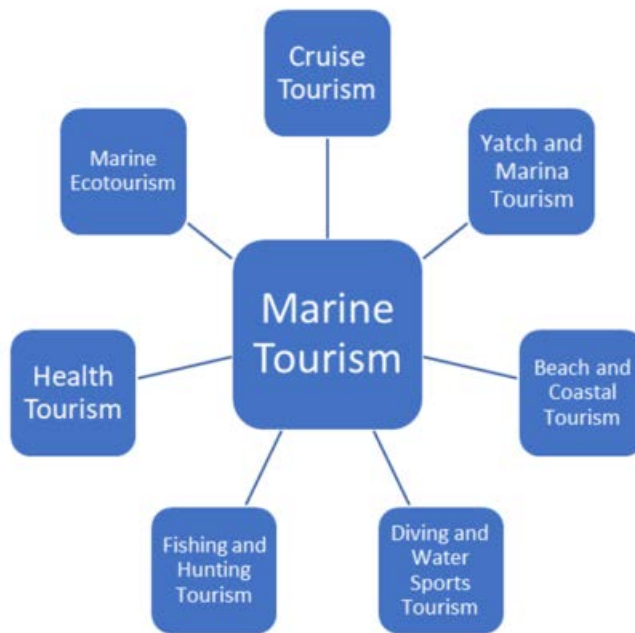 Cruise
Tourism
Marine
Ecotourism
Yatch and
Marina
Tourism
Marine
Tourism
Health
Tourism
Beach and
Coastal
Tourism
Fishing and
Hunting
Tourism
Diving and
Water
Sports
Tourism